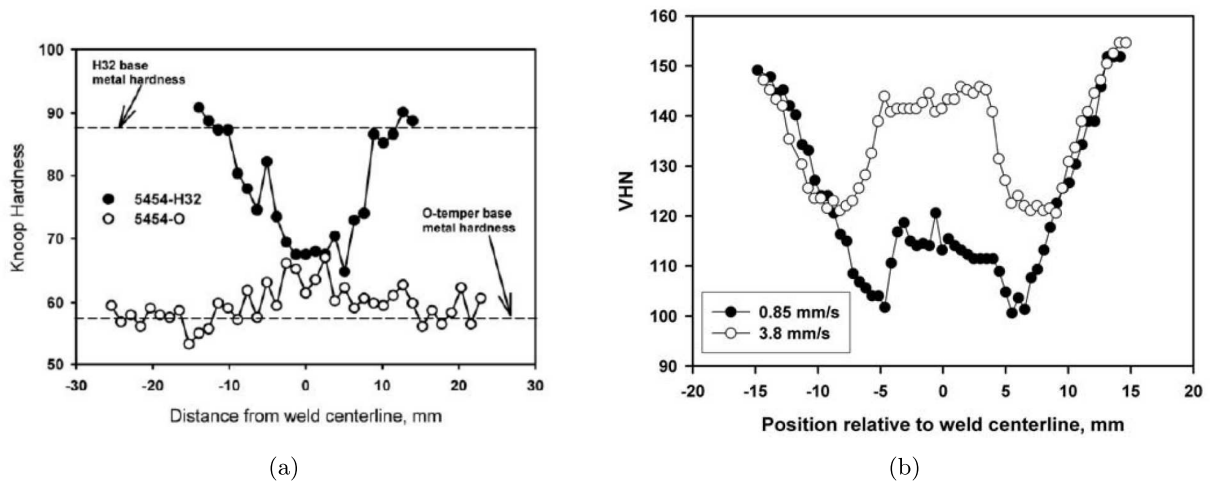 100
90
80
70
60
50
Knoop Hardness
H32 base
metal hardness
5454-H32
5454-O
O-temper base
metal hardness
-30 -20 -10 0 10 20 30
Distance from weld centerline, mm
(a)
160
150
140
130
120
110
100
90
VHN
0.85 mm/s
3.8 mm/s
-20 -15 -10 -5 0 5 10 15 20
Position relative to weld centerline, mm
(b)